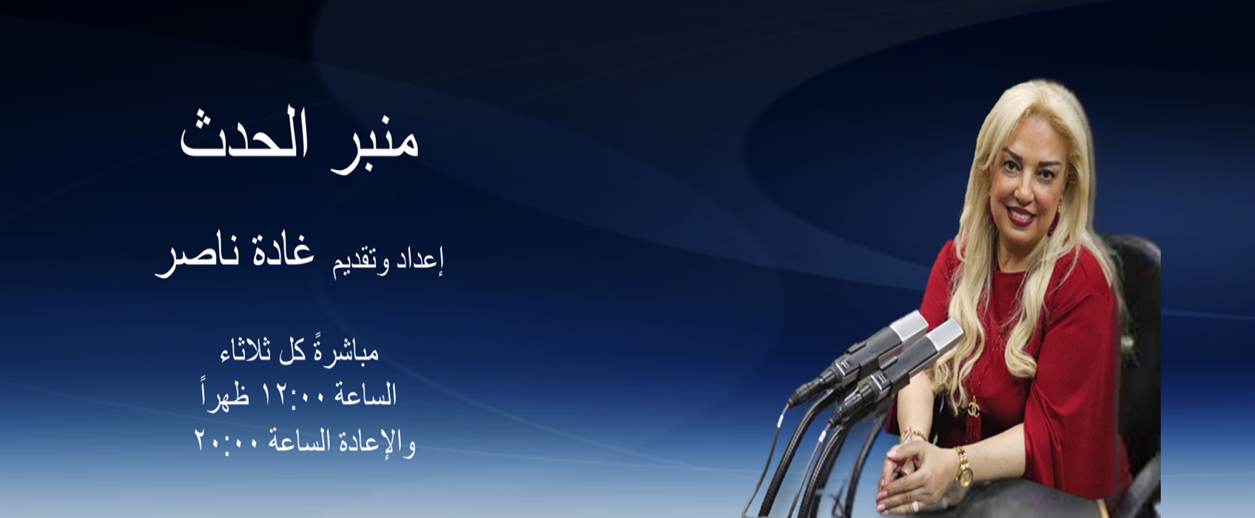 منبر الحدث
إعداد وتقديم غادة ناصر
مباشرةً كل ثلاثاء
الساعة ١٢:٠٠ ظهراً
والإعادة الساعة ٢٠:٠٠